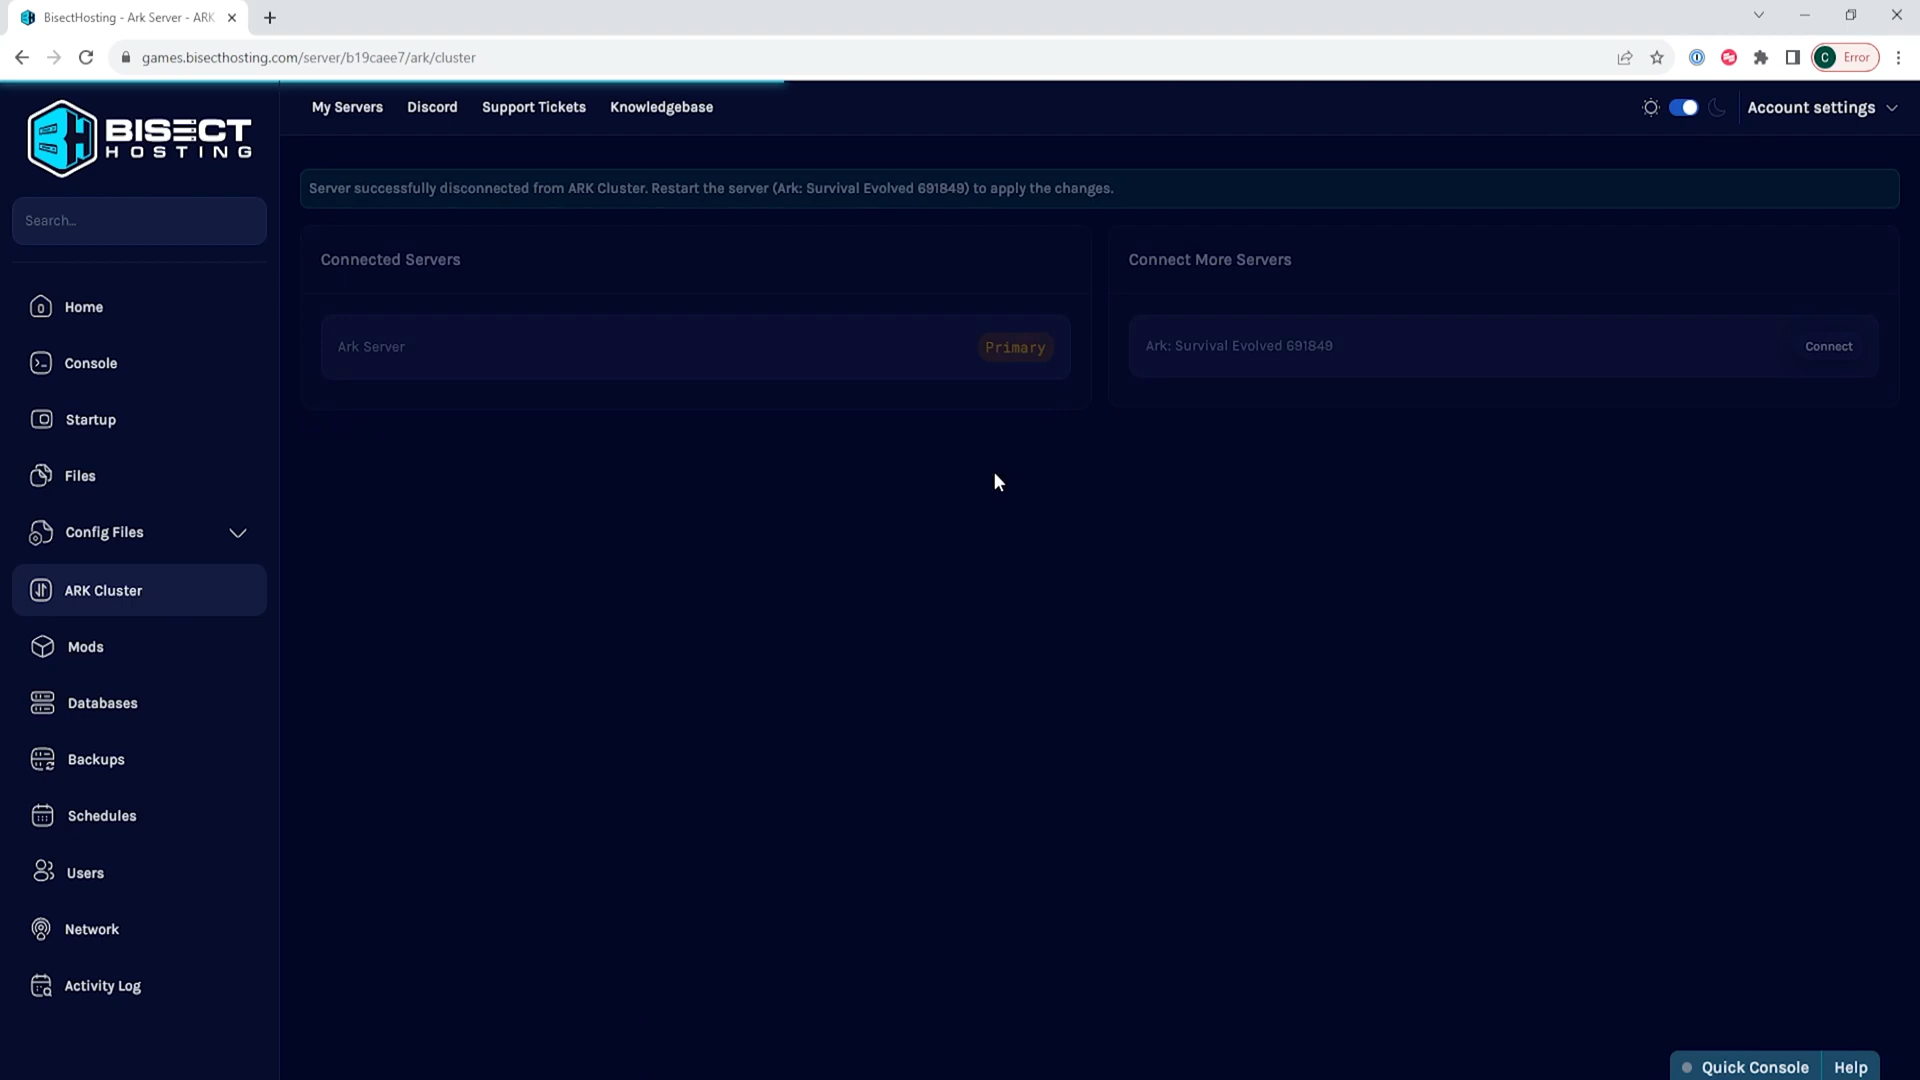 BisectHosting - Ark Server - ARK
games.bisecthosting.com/server/b19caee7/ark/cluster
C Error
BISECT
HOSTING
My Servers Discord Support Tickets Knowledgebase
Account settings
Search...
Server successfully disconnected from ARK Cluster. Restart the server (Ark: Survival Evolved 691849) to apply the changes.
Connected Servers
Connect More Servers
Ark Server Primary
Ark: Survival Evolved 691849 Connect
Home
Console
Startup
Files
Config Files
ARK Cluster
Mods
Databases
Backups
Schedules
Users
Network
Activity Log
Quick Console Help